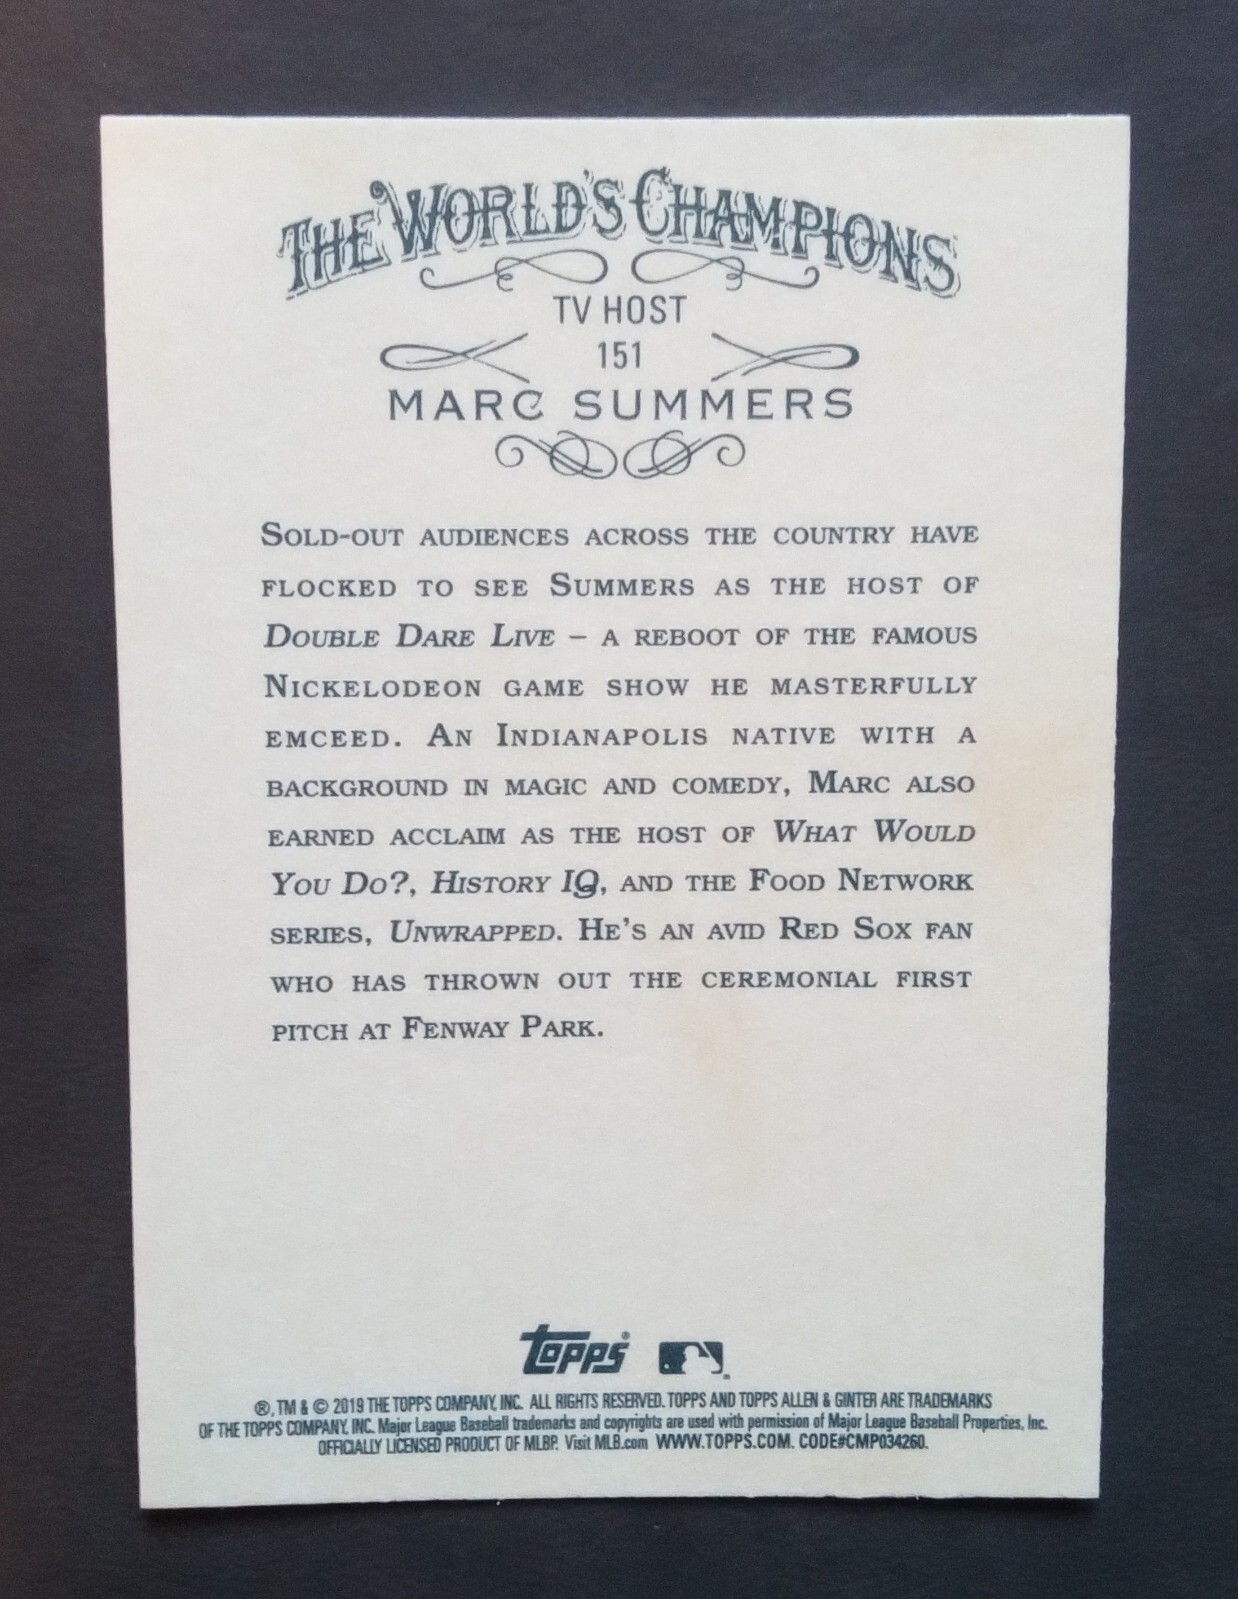 THE WORLD'S CHAMPIONS
TV HOST
151
MARC SUMMERS
SOLD-OUT AUDIENCES ACROSS THE COUNTRY HAVE
FLOCKED TO SEE SUMMERS AS THE HOST OF
DOUBLE DARE LIVE – A REBOOT OF THE FAMOUS
NICKELODEON GAME SHOW HE MASTERFULLY
EMCEED. AN INDIANAPOLIS NATIVE WITH A
BACKGROUND IN MAGIC AND COMEDY, MARC ALSO
EARNED ACCLAIM AS THE HOST OF WHAT WOULD
YOU DO?, HISTORY IQ, AND THE FOOD NETWORK
SERIES, UNWRAPPED. HE'S AN AVID RED SOX FAN
WHO HAS THROWN OUT THE CEREMONIAL FIRST
PITCH AT FENWAY PARK.
topps®
®, TM & © 2019 THE TOPPS COMPANY, INC. ALL RIGHTS RESERVED. TOPPS AND TOPPS ALLEN & GINTER ARE TRADEMARKS
OF THE TOPPS COMPANY, INC. Major League Baseball trademarks and copyrights are used with permission of Major League Baseball Properties, Inc.
OFFICIALLY LICENSED PRODUCT OF MLBP. Visit MLB.com WWW.TOPPS.COM. CODE#CMP034260.